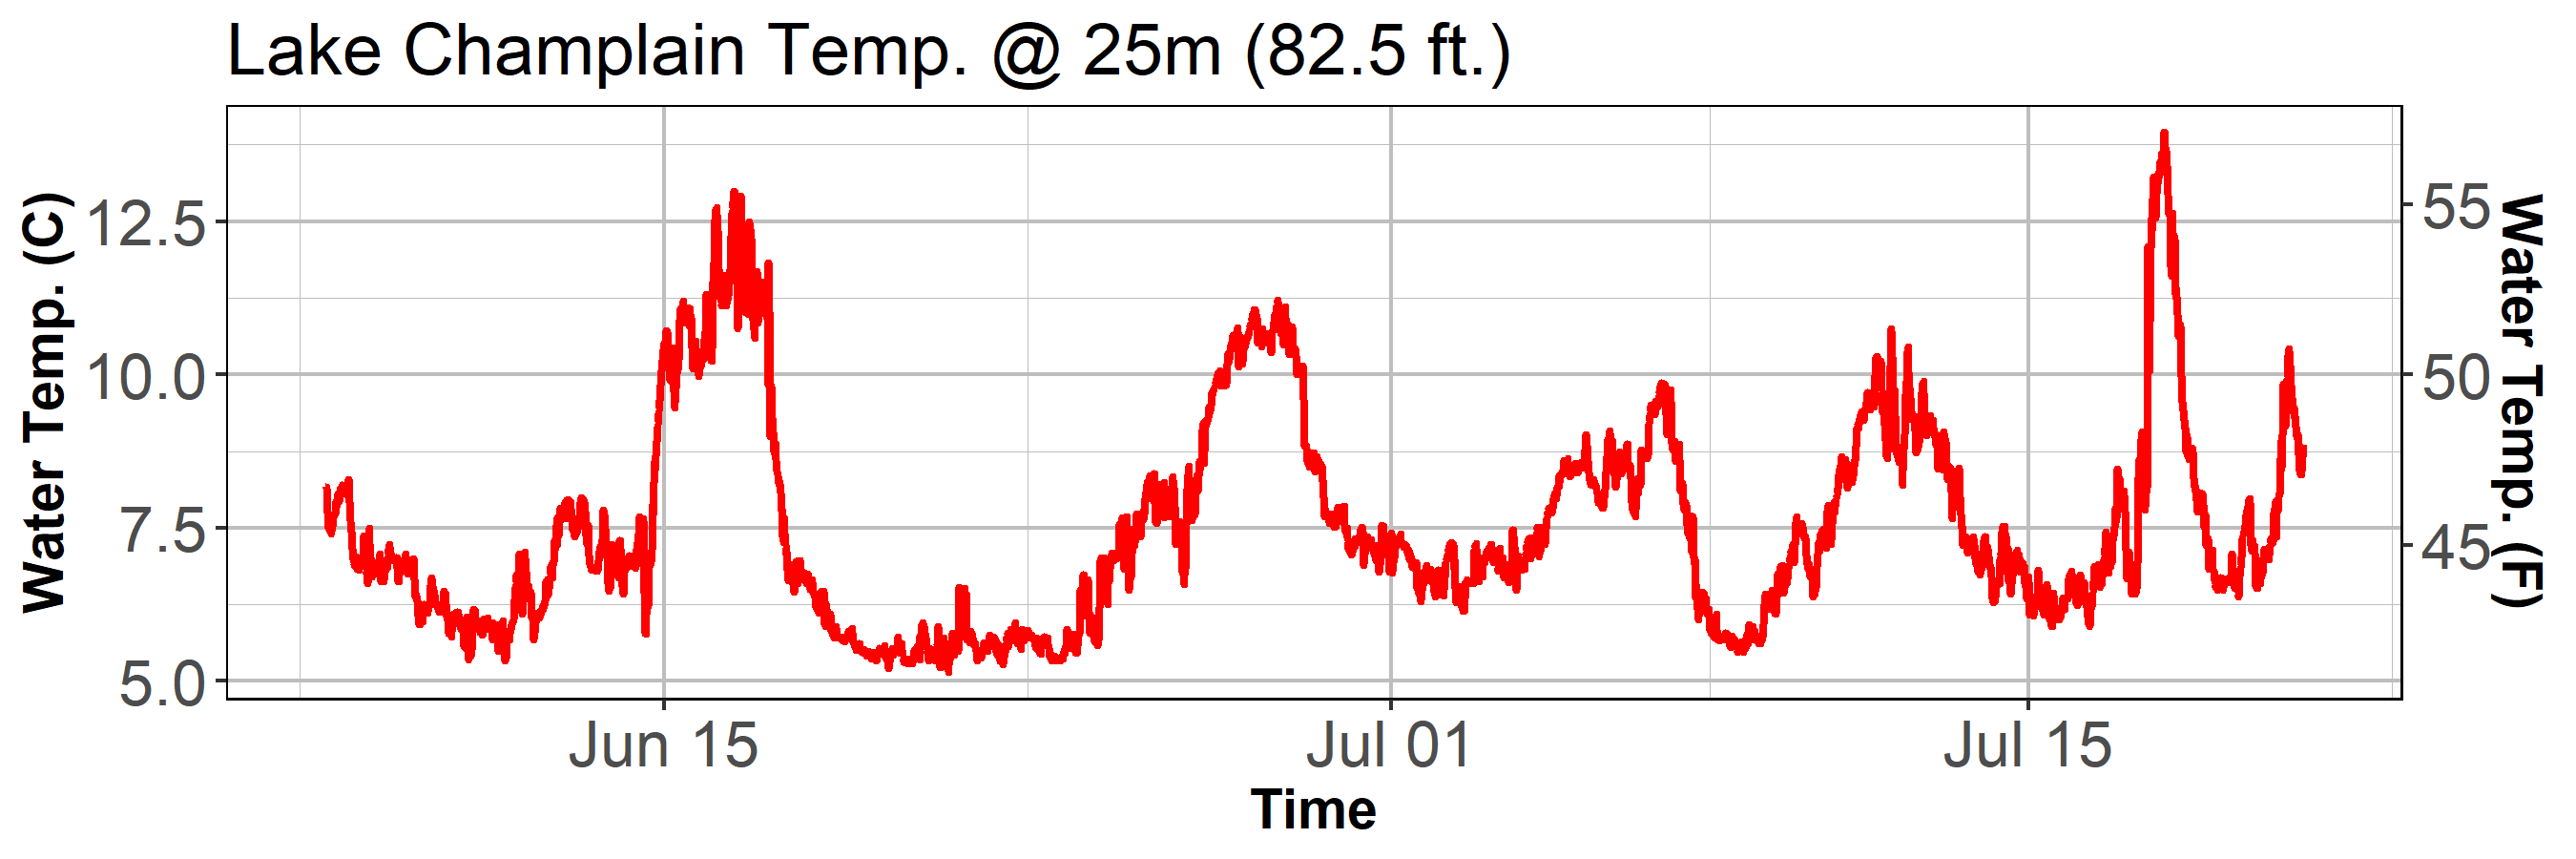 Lake Champlain Temp. @ 25m (82.5 ft.)
Water Temp. (C)
12.5
10.0
7.5
5.0
55
50
45
Water Temp. (F)
Jun 15
Jul 01
Jul 15
Time